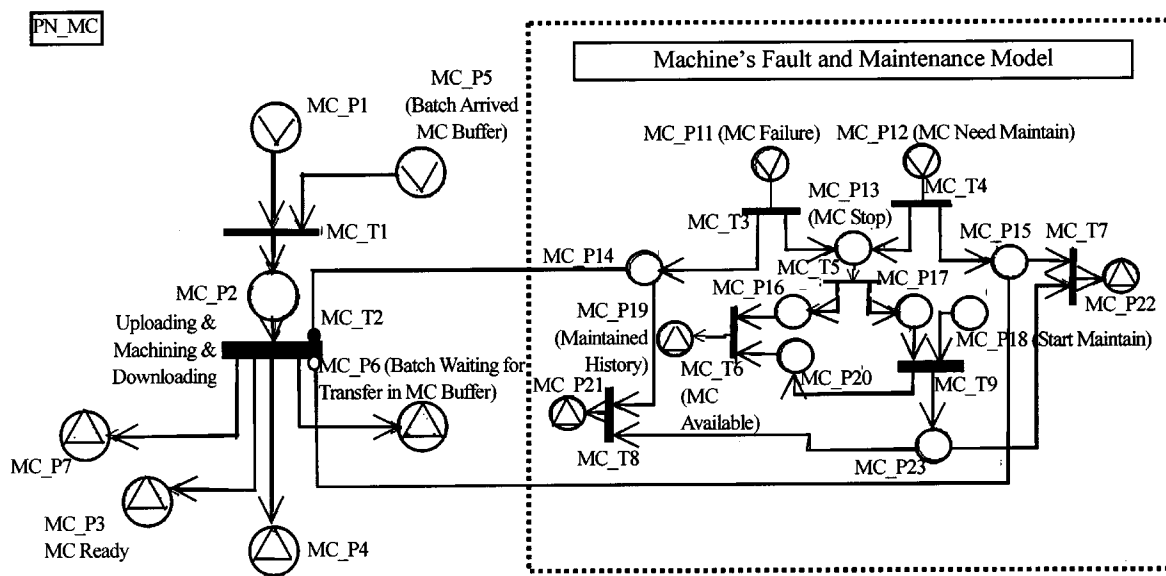 PN_MC
Machine's Fault and Maintenance Model
MC_P1
MC_P5
(Batch Arrived
MC Buffer)
MC_T1
MC_P2
Uploading &
Machining &
Downloading
MC_T2
MC_P6 (Batch Waiting for
Transfer in MC Buffer)
MC_P7
MC_P3
MC Ready
MC_P4
MC_P11 (MC Failure)
MC_P12 (MC Need Maintain)
MC_P13
(MC Stop)
MC_T3
MC_T4
MC_P14
MC_T5
MC_P15
MC_T7
MC_P16
MC_P17
MC_P22
MC_P19
(Maintained
History)
MC_P18 (Start Maintain)
MC_T6
(MC
Available)
MC_P20
MC_T9
MC_P21
MC_T8
MC_P23